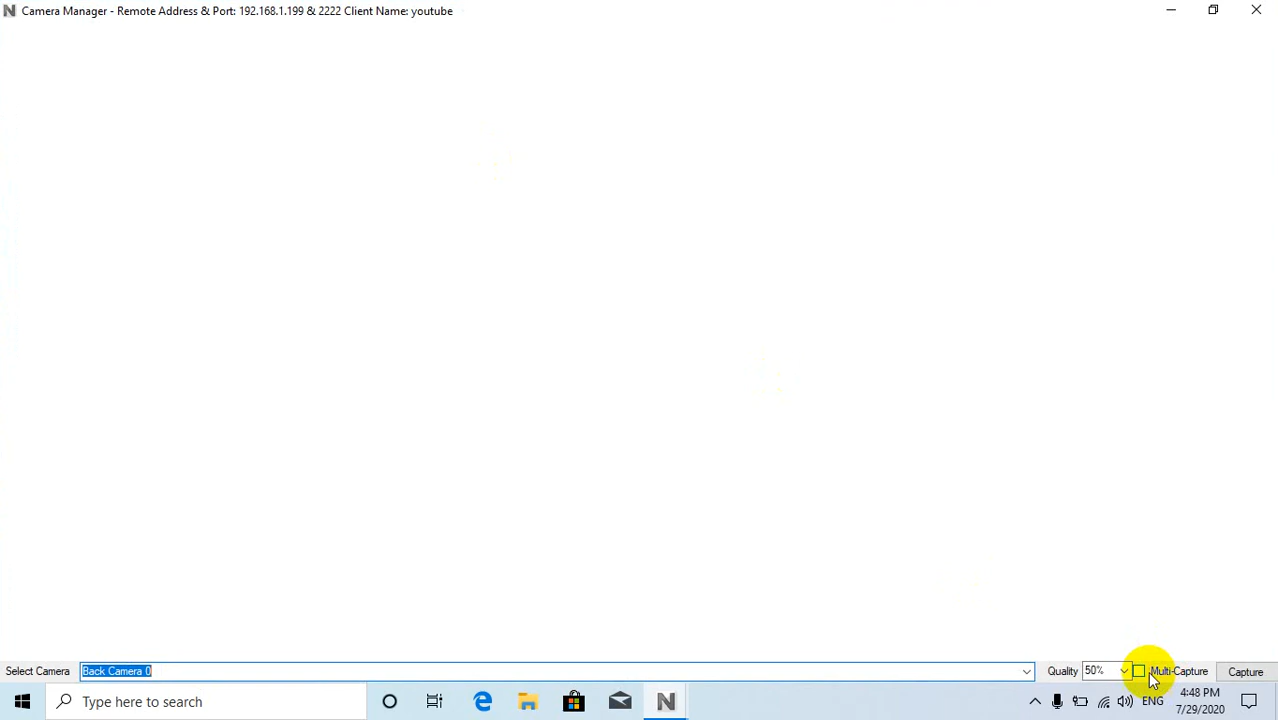 Camera Manager - Remote Address & Port: 192.168.1.199 & 2222 Client Name: youtube
Select Camera Back Camera 0 Quality 50% Multi-Capture Capture
Type here to search ENG 4:48 PM
7/29/2020